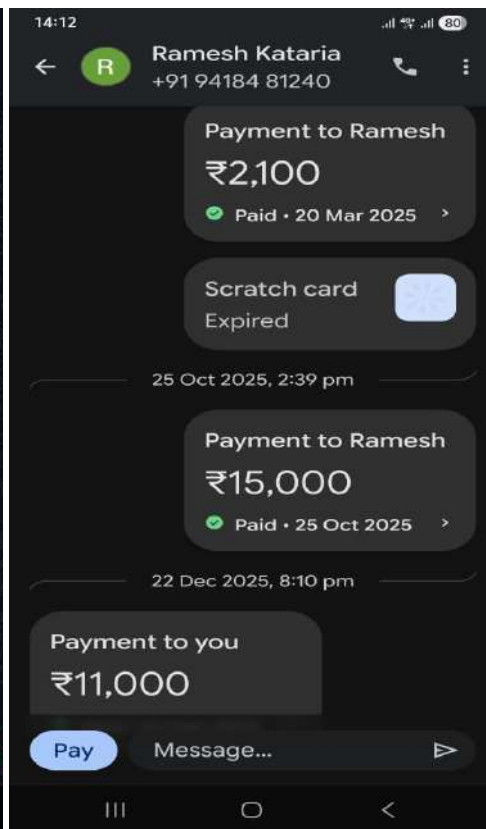 14:12
80
R
Ramesh Kataria
+91 94184 81240
Payment to Ramesh
₹2,100
Paid • 20 Mar 2025
Scratch card
Expired
25 Oct 2025, 2:39 pm
Payment to Ramesh
₹15,000
Paid • 25 Oct 2025
22 Dec 2025, 8:10 pm
Payment to you
₹11,000
Pay
Message...